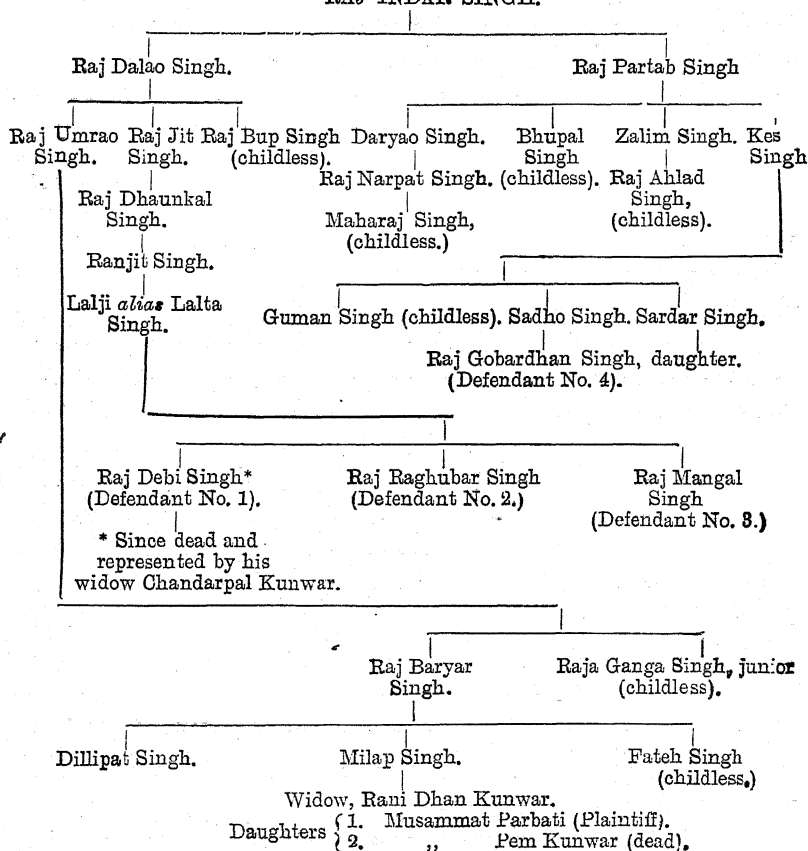 RAJ INDAR SINGH.
Raj Dalao Singh. Raj Partab Singh
Raj Umrao Singh. Raj Jit Singh. Raj Bup Singh (childless). Daryao Singh. Bhupal Singh (childless). Zalim Singh. Kes Singh
Raj Dhaunkal Singh. Raj Narpat Singh. Raj Ahlad Singh, (childless).
Maharaj Singh, (childless.)
Ranjit Singh.
Lalji alias Lalta Singh.
Guman Singh (childless). Sadho Singh. Sardar Singh.
Raj Gobardhan Singh, daughter.
(Defendant No. 4).
Raj Debi Singh* Raj Raghubar Singh Raj Mangal Singh
(Defendant No. 1). (Defendant No. 2.) (Defendant No. 3.)
* Since dead and
represented by his
widow Chandarpal Kunwar.
Raj Baryar Singh. Raja Ganga Singh, junior (childless).
Dillipat Singh. Milap Singh. Fateh Singh (childless.)
Widow, Rani Dhan Kunwar.
Daughters { 1. Musammat Parbati (Plaintiff).
2. ,, Pem Kunwar (dead).